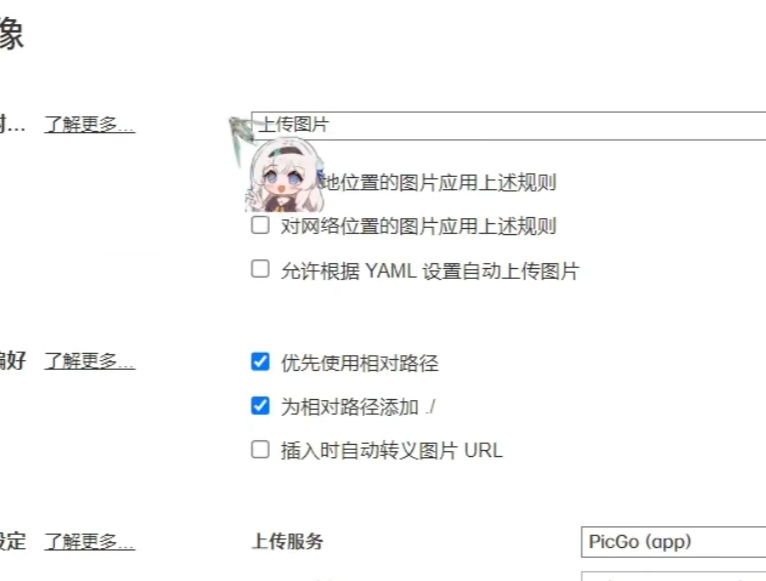 像
时... 了解更多... 上传图片
地位置的图片应用上述规则
对网络位置的图片应用上述规则
允许根据 YAML 设置自动上传图片
偏好 了解更多... 优先使用相对路径
为相对路径添加 ./
插入时自动转义图片 URL
设定 了解更多... 上传服务 PicGo (app)